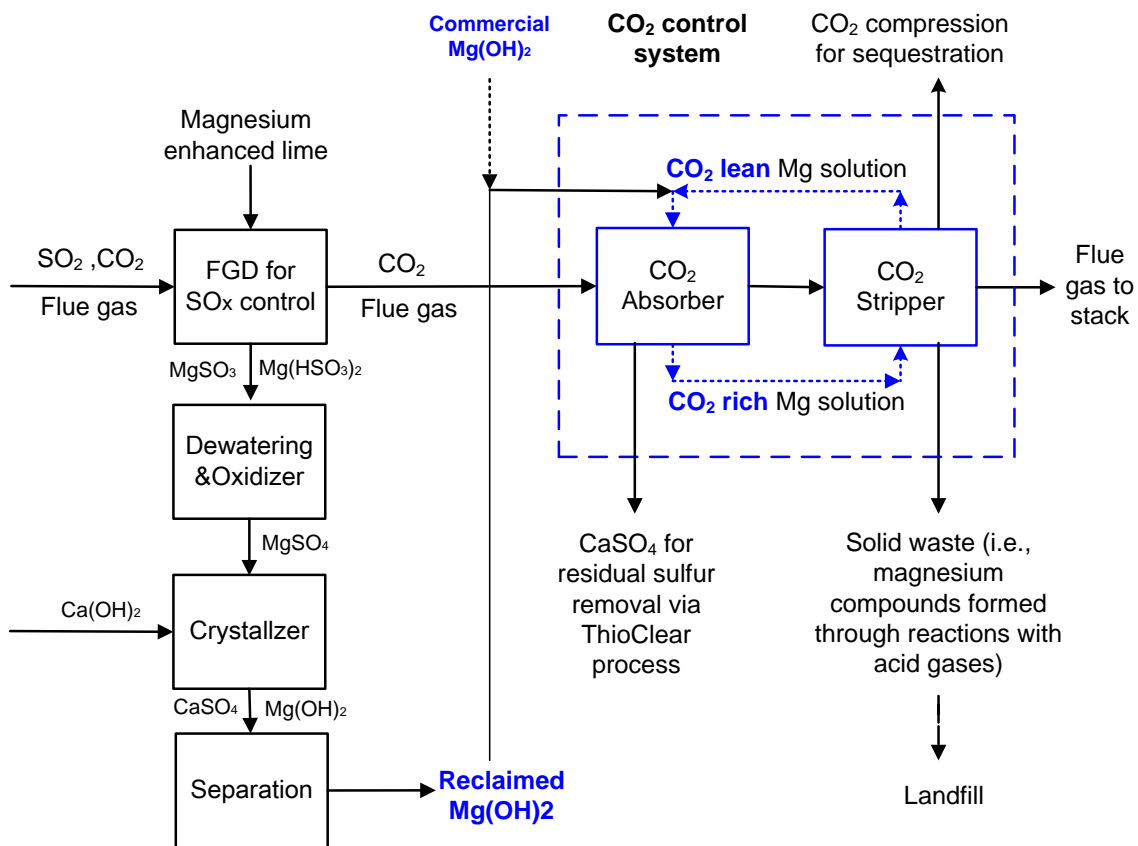 Commercial
Mg(OH)₂
CO₂ control
system
CO₂ compression
for sequestration
Magnesium
enhanced lime
CO₂ lean Mg solution
SO₂ ,CO₂
Flue gas
FGD for
SOx control
CO₂
Flue gas
CO₂
Absorber
CO₂
Stripper
Flue
gas to
stack
MgSO₃
Mg(HSO₃)₂
CO₂ rich Mg solution
Dewatering
&Oxidizer
MgSO₄
CaSO₄ for
residual sulfur
removal via
ThioClear
process
Solid waste (i.e.,
magnesium
compounds formed
through reactions with
acid gases)
Ca(OH)₂
Crystallzer
CaSO₄
Mg(OH)₂
Separation
Reclaimed
Mg(OH)2
Landfill